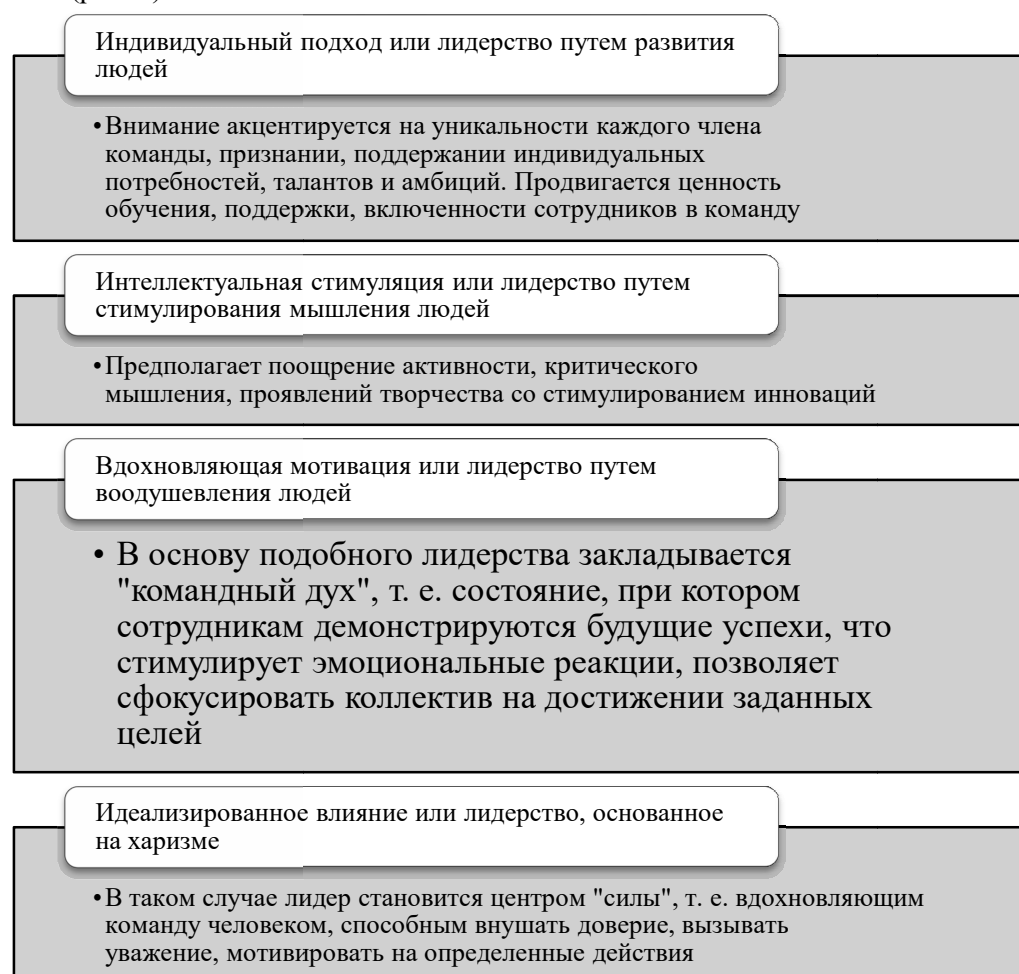 Индивидуальный подход или лидерство путем развития
людей
•Внимание акцентируется на уникальности каждого члена
команды, признании, поддержании индивидуальных
потребностей, талантов и амбиций. Продвигается ценность
обучения, поддержки, включенности сотрудников в команду
Интеллектуальная стимуляция или лидерство путем
стимулирования мышления людей
•Предполагает поощрение активности, критического
мышления, проявлений творчества со стимулированием инноваций
Вдохновляющая мотивация или лидерство путем
воодушевления людей
• В основу подобного лидерства закладывается
"командный дух", т. е. состояние, при котором
сотрудникам демонстрируются будущие успехи, что
стимулирует эмоциональные реакции, позволяет
сфокусировать коллектив на достижении заданных
целей
Идеализированное влияние или лидерство, основанное
на харизме
•В таком случае лидер становится центром "силы", т. е. вдохновляющим
команду человеком, способным внушать доверие, вызывать
уважение, мотивировать на определенные действия